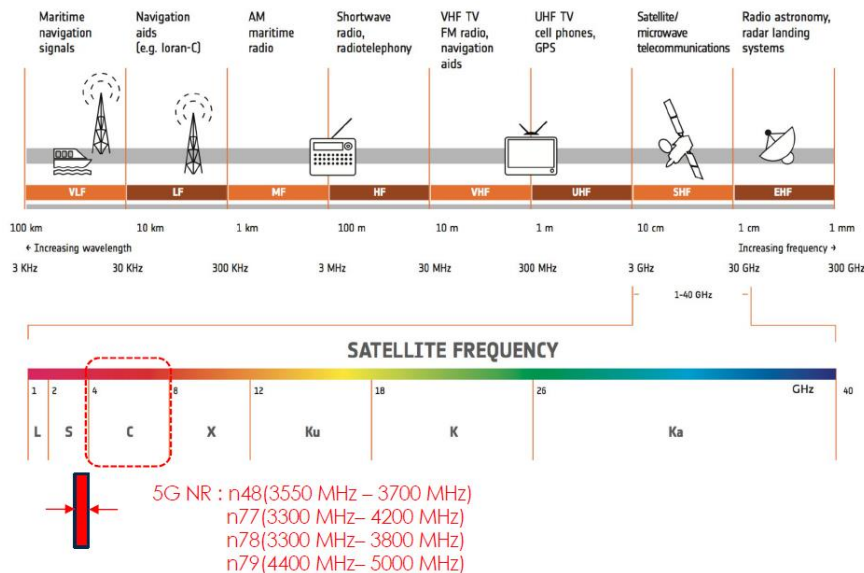 Maritime
navigation
signals
Navigation
aids
(e.g. loran-C)
AM
maritime
radio
Shortwave
radio,
radiotelephony
VHF TV
FM radio,
navigation
aids
UHF TV
cell phones,
GPS
Satellite/
microwave
telecommunications
Radio astronomy,
radar landing
systems
VLF LF MF HF VHF UHF SHF EHF
100 km 10 km 1 km 100 m 10 m 1 m 10 cm 1 cm 1 mm
← Increasing wavelength Increasing frequency →
3 KHz 30 KHz 300 KHz 3 MHz 30 MHz 300 MHz 3 GHz 30 GHz 300 GHz
1-40 GHz
SATELLITE FREQUENCY
1 2 4 8 12 18 26 GHz 40
L S C X Ku K Ka
5G NR : n48(3550 MHz – 3700 MHz)
n77(3300 MHz– 4200 MHz)
n78(3300 MHz– 3800 MHz)
n79(4400 MHz– 5000 MHz)